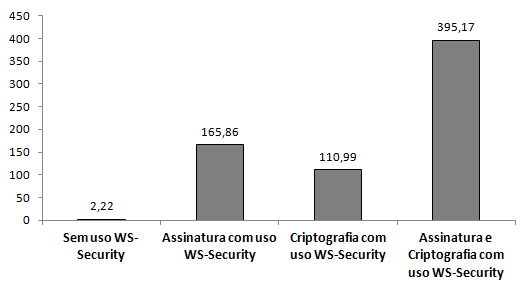 450
400
350
300
250
200
150
100
50
0
2,22
165,86
110,99
395,17
Sem uso WS-
Security
Assinatura com uso
WS-Security
Criptografia com
uso WS-Security
Assinatura e
Criptografia com
uso WS-Security